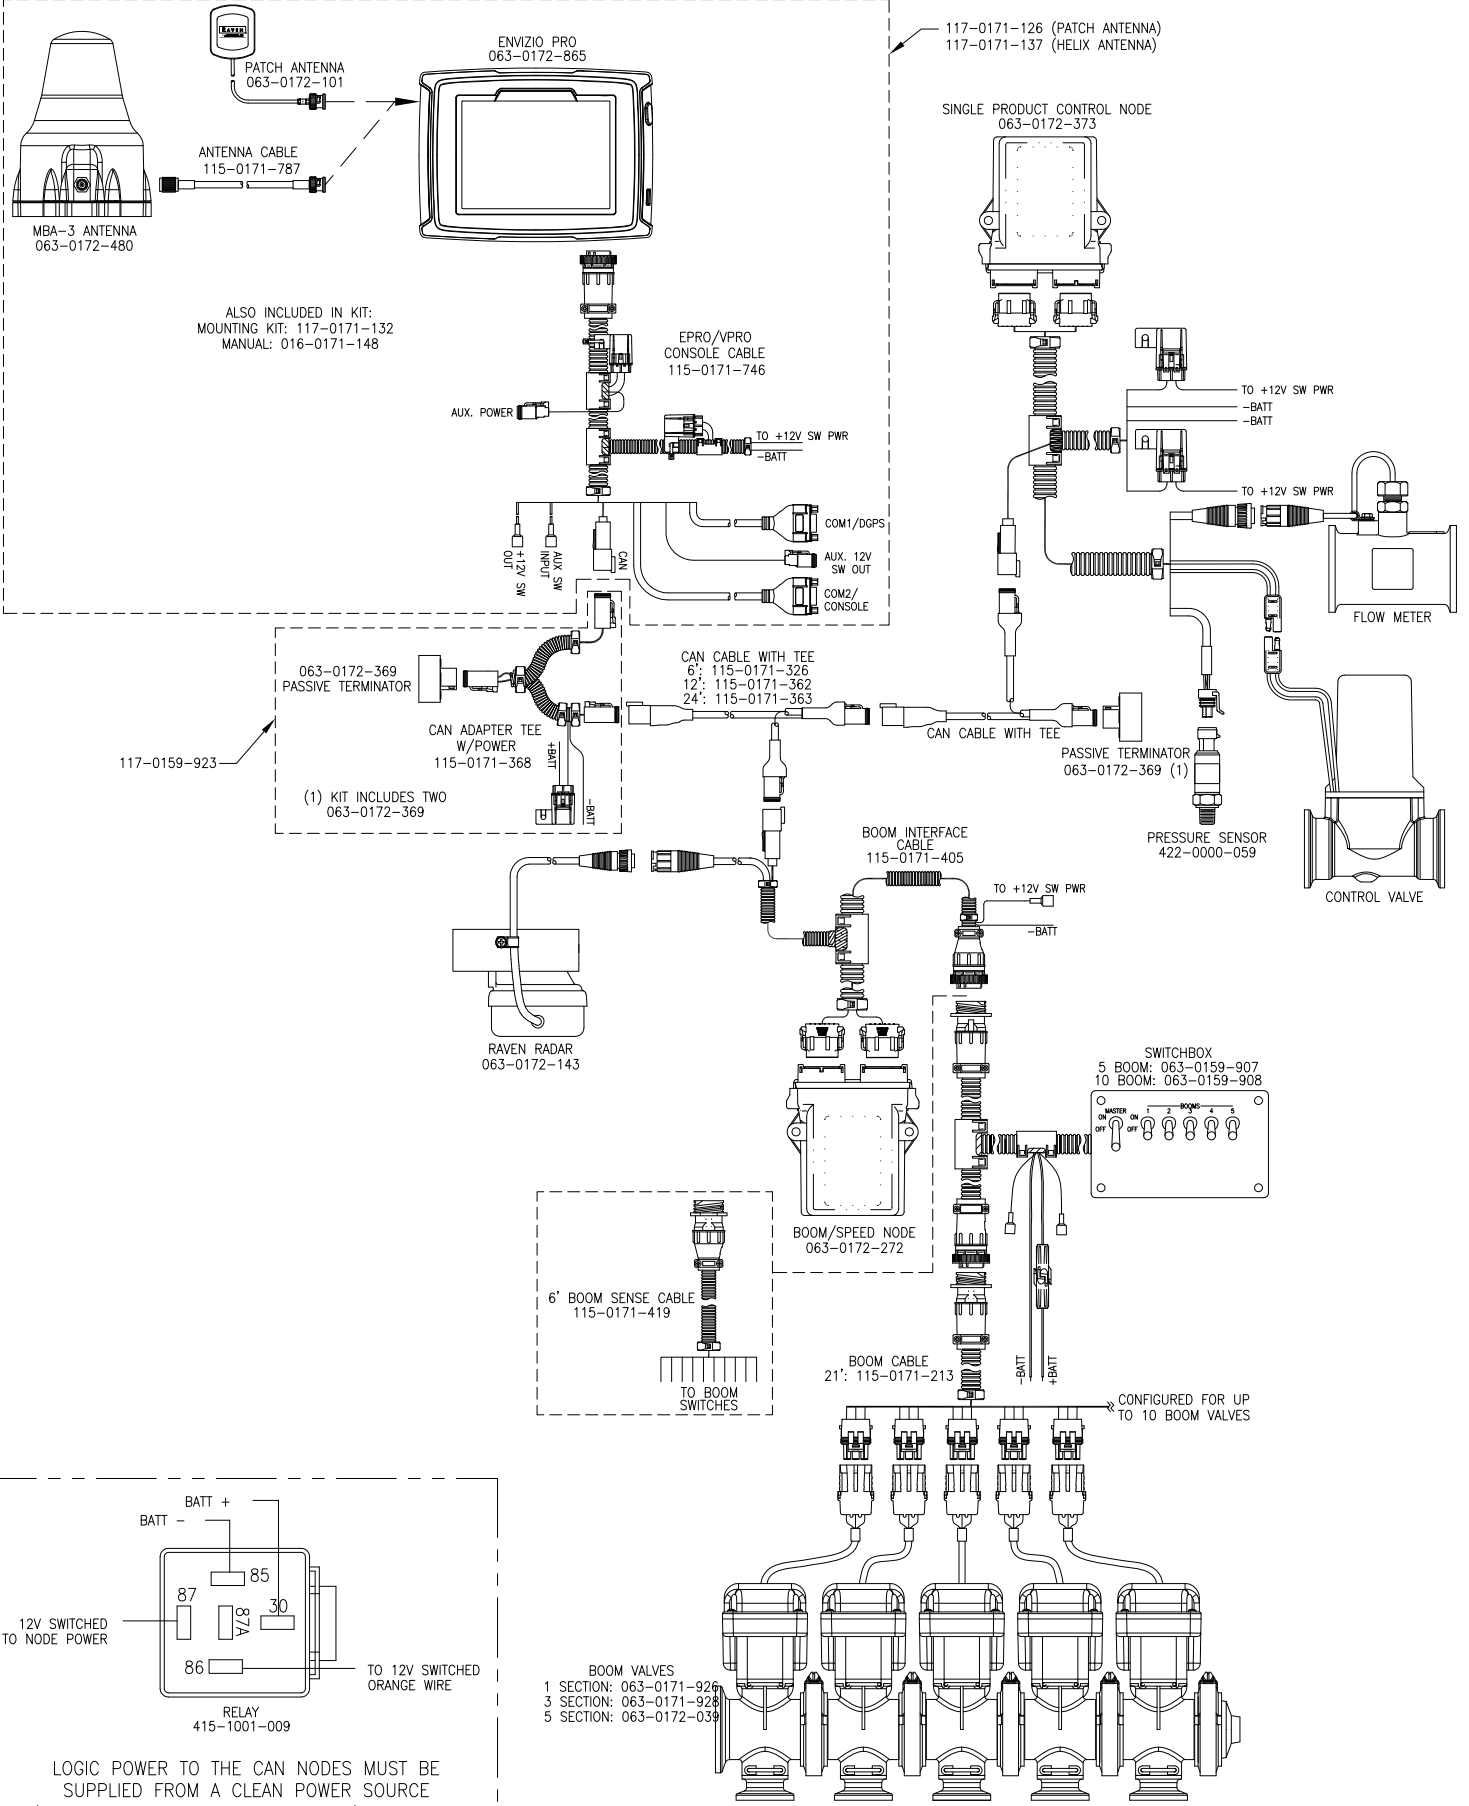 RAVEN
PATCH ANTENNA
063-0172-101
ENVIZIO PRO
063-0172-865
117-0171-126 (PATCH ANTENNA)
117-0171-137 (HELIX ANTENNA)
SINGLE PRODUCT CONTROL NODE
063-0172-373
ANTENNA CABLE
115-0171-787
MBA-3 ANTENNA
063-0172-480
ALSO INCLUDED IN KIT:
MOUNTING KIT: 117-0171-132
MANUAL: 016-0171-148
EPRO/VPRO
CONSOLE CABLE
115-0171-746
AUX. POWER
TO +12V SW PWR
-BATT
TO +12V SW PWR
-BATT
-BATT
TO +12V SW PWR
+12V SW
OUT
AUX SW
INPUT
CAN
COM1/DGPS
AUX. 12V
SW OUT
COM2/
CONSOLE
FLOW METER
063-0172-369
PASSIVE TERMINATOR
CAN CABLE WITH TEE
6': 115-0171-326
12': 115-0171-362
24': 115-0171-363
CAN ADAPTER TEE
W/POWER
115-0171-368
+BATT
-BATT
117-0159-923
(1) KIT INCLUDES TWO
063-0172-369
CAN CABLE WITH TEE
PASSIVE TERMINATOR
063-0172-369 (1)
PRESSURE SENSOR
422-0000-059
CONTROL VALVE
BOOM INTERFACE
CABLE
115-0171-405
TO +12V SW PWR
-BATT
RAVEN RADAR
063-0172-143
SWITCHBOX
5 BOOM: 063-0159-907
10 BOOM: 063-0159-908
MASTER
ON
OFF
BOOMS
ON
OFF
1 2 3 4 5
BOOM/SPEED NODE
063-0172-272
6' BOOM SENSE CABLE
115-0171-419
TO BOOM
SWITCHES
BOOM CABLE
21': 115-0171-213
-BATT
+BATT
CONFIGURED FOR UP
TO 10 BOOM VALVES
BATT +
BATT -
85
87
87A
30
86
12V SWITCHED
TO NODE POWER
TO 12V SWITCHED
ORANGE WIRE
RELAY
415-1001-009
BOOM VALVES
1 SECTION: 063-0171-926
3 SECTION: 063-0171-928
5 SECTION: 063-0172-039
LOGIC POWER TO THE CAN NODES MUST BE
SUPPLIED FROM A CLEAN POWER SOURCE